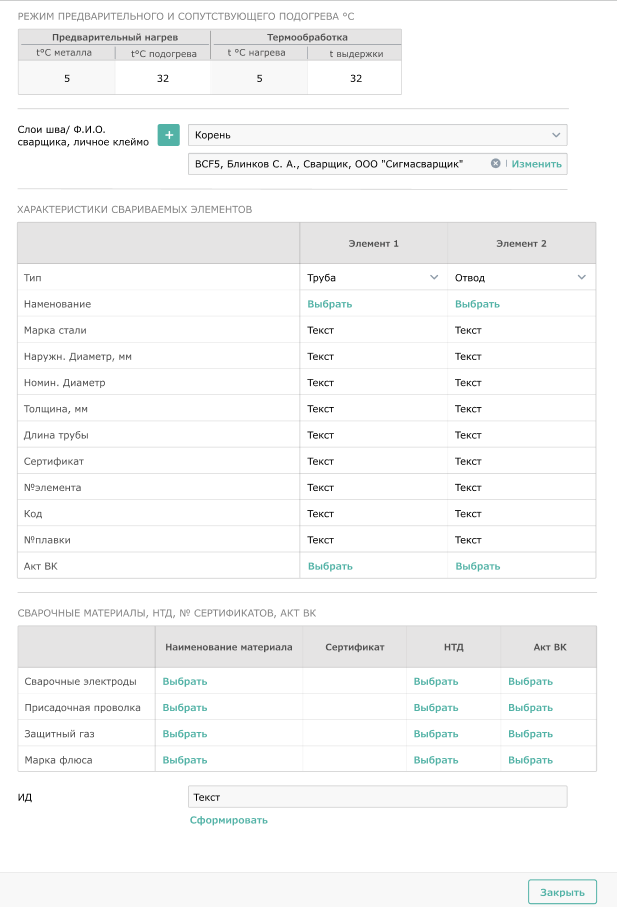 РЕЖИМ ПРЕДВАРИТЕЛЬНОГО И СОПУТСТВУЮЩЕГО ПОДОГРЕВА °C
Предварительный нагрев Термообработка
t°C металла t°C подогрева t °C нагрева t выдержки
5 32 5 32
Слои шва/ Ф.И.О.
сварщика, личное клеймо
+ Корень
BCF5, Блинков С. А., Сварщик, ООО "Сигмасварщик" Изменить
ХАРАКТЕРИСТИКИ СВАРИВАЕМЫХ ЭЛЕМЕНТОВ
Элемент 1 Элемент 2
Тип Труба Отвод
Наменование Выбрать Выбрать
Марка стали Текст Текст
Наружн. Диаметр, мм Текст Текст
Номин. Диаметр Текст Текст
Толщина, мм Текст Текст
Длина трубы Текст Текст
Сертификат Текст Текст
№элемента Текст Текст
Код Текст Текст
№плавки Текст Текст
Акт ВК Выбрать Выбрать
СВАРОЧНЫЕ МАТЕРИАЛЫ, НТД, № СЕРТИФИКАТОВ, АКТ ВК
Наименование материала Сертификат НТД Акт ВК
Сварочные электроды Выбрать Выбрать Выбрать
Присадочная проволка Выбрать Выбрать Выбрать
Защитный газ Выбрать Выбрать Выбрать
Марка флюса Выбрать Выбрать Выбрать
ИД Текст
Сформировать
Закрыть